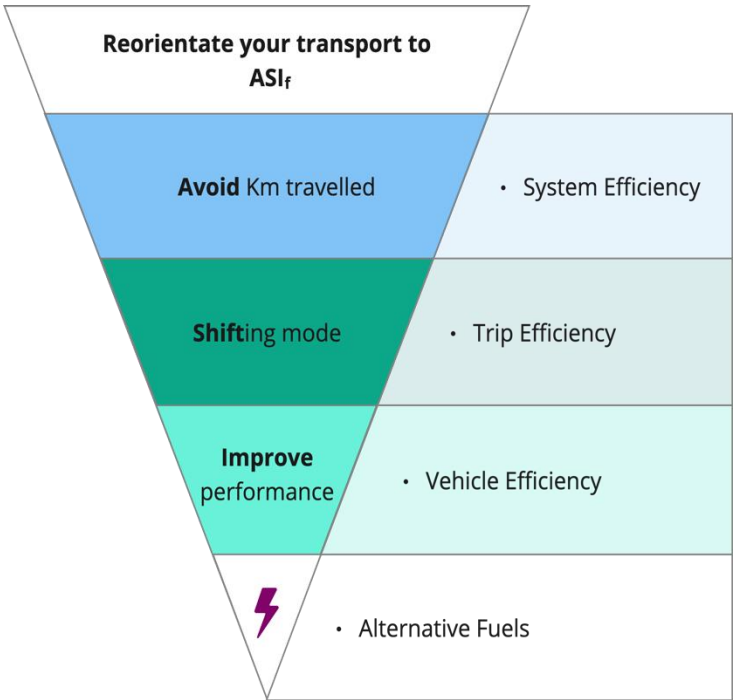 Reorientate your transport to
ASIf
Avoid Km travelled
• System Efficiency
Shifting mode
• Trip Efficiency
Improve
performance
• Vehicle Efficiency
• Alternative Fuels